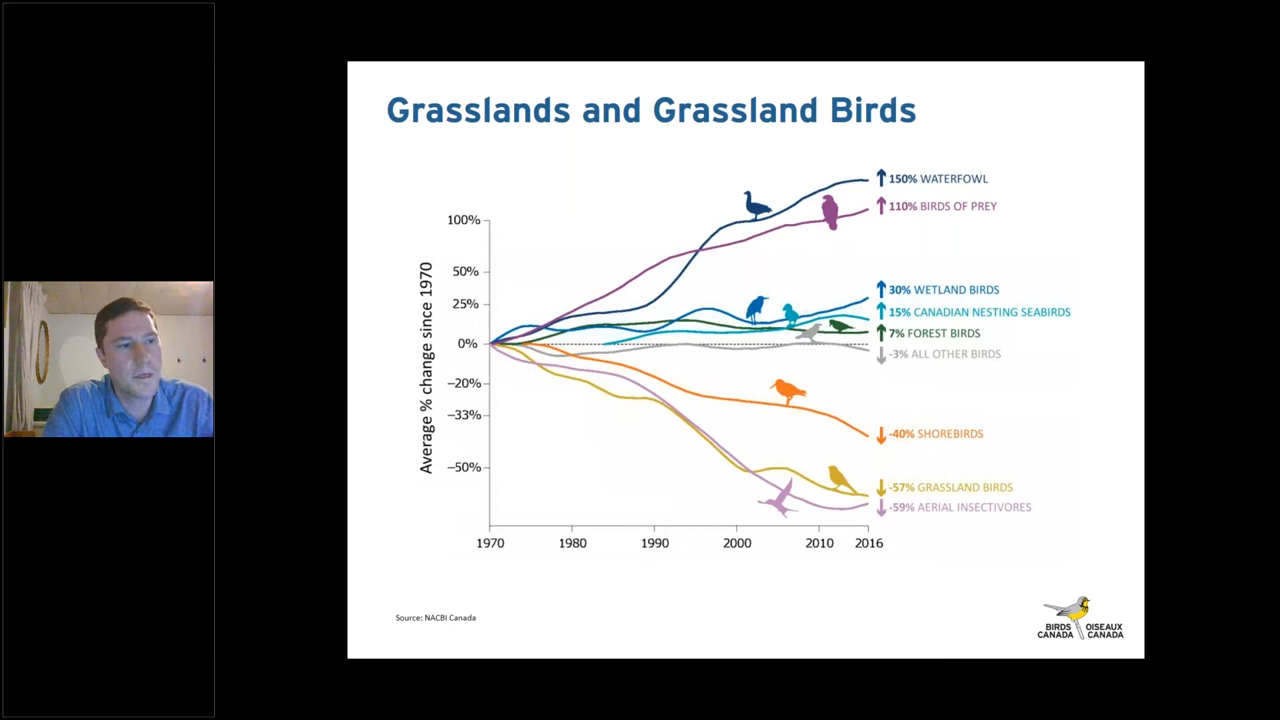 Grasslands and Grassland Birds
150% WATERFOWL
110% BIRDS OF PREY
100%
50%
30% WETLAND BIRDS
25%
15% CANADIAN NESTING SEABIRDS
7% FOREST BIRDS
0%
-3% ALL OTHER BIRDS
−20%
−33%
-40% SHOREBIRDS
−50%
-57% GRASSLAND BIRDS
-59% AERIAL INSECTIVORES
Average % change since 1970
1970 1980 1990 2000 2010 2016
Source: NACBI Canada
BIRDS OISEAUX
CANADA CANADA